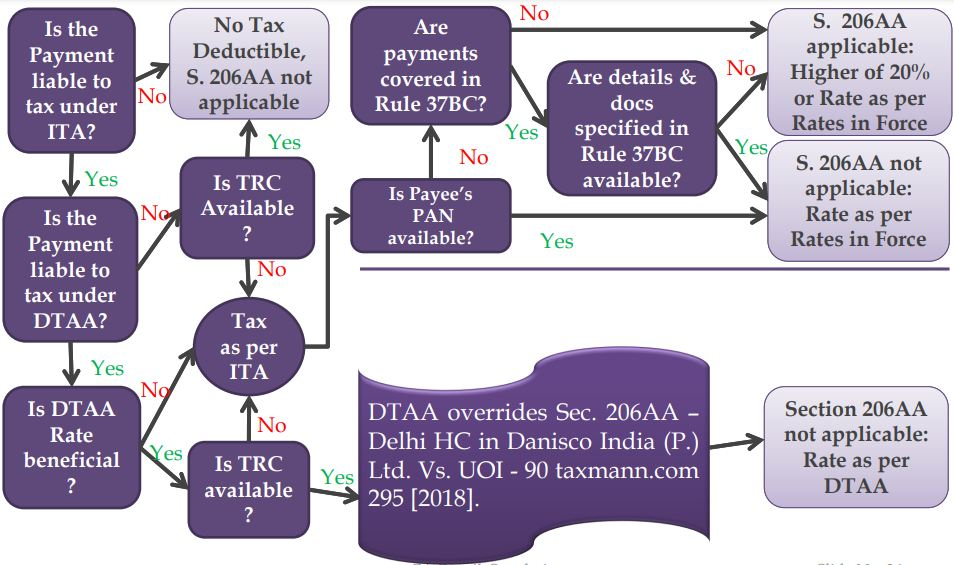 Is the
Payment
liable to
tax under
ITA?
No
No Tax
Deductible,
S. 206AA not
applicable
Yes
Yes
Is the
Payment
liable to
tax under
DTAA?
No
Is TRC
Available
?
No
Tax
as per
ITA
Yes
No
Is DTAA
Rate
beneficial
?
Yes
No
Is TRC
available
?
Yes
Are
payments
covered in
Rule 37BC?
No
Yes
No
Is Payee's
PAN
available?
Yes
Are details &
docs
specified in
Rule 37BC
available?
No
Yes
S. 206AA
applicable:
Higher of 20%
or Rate as per
Rates in Force
S. 206AA not
applicable:
Rate as per
Rates in Force
DTAA overrides Sec. 206AA –
Delhi HC in Danisco India (P.)
Ltd. Vs. UOI - 90 taxmann.com
295 [2018].
Section 206AA
not applicable:
Rate as per
DTAA